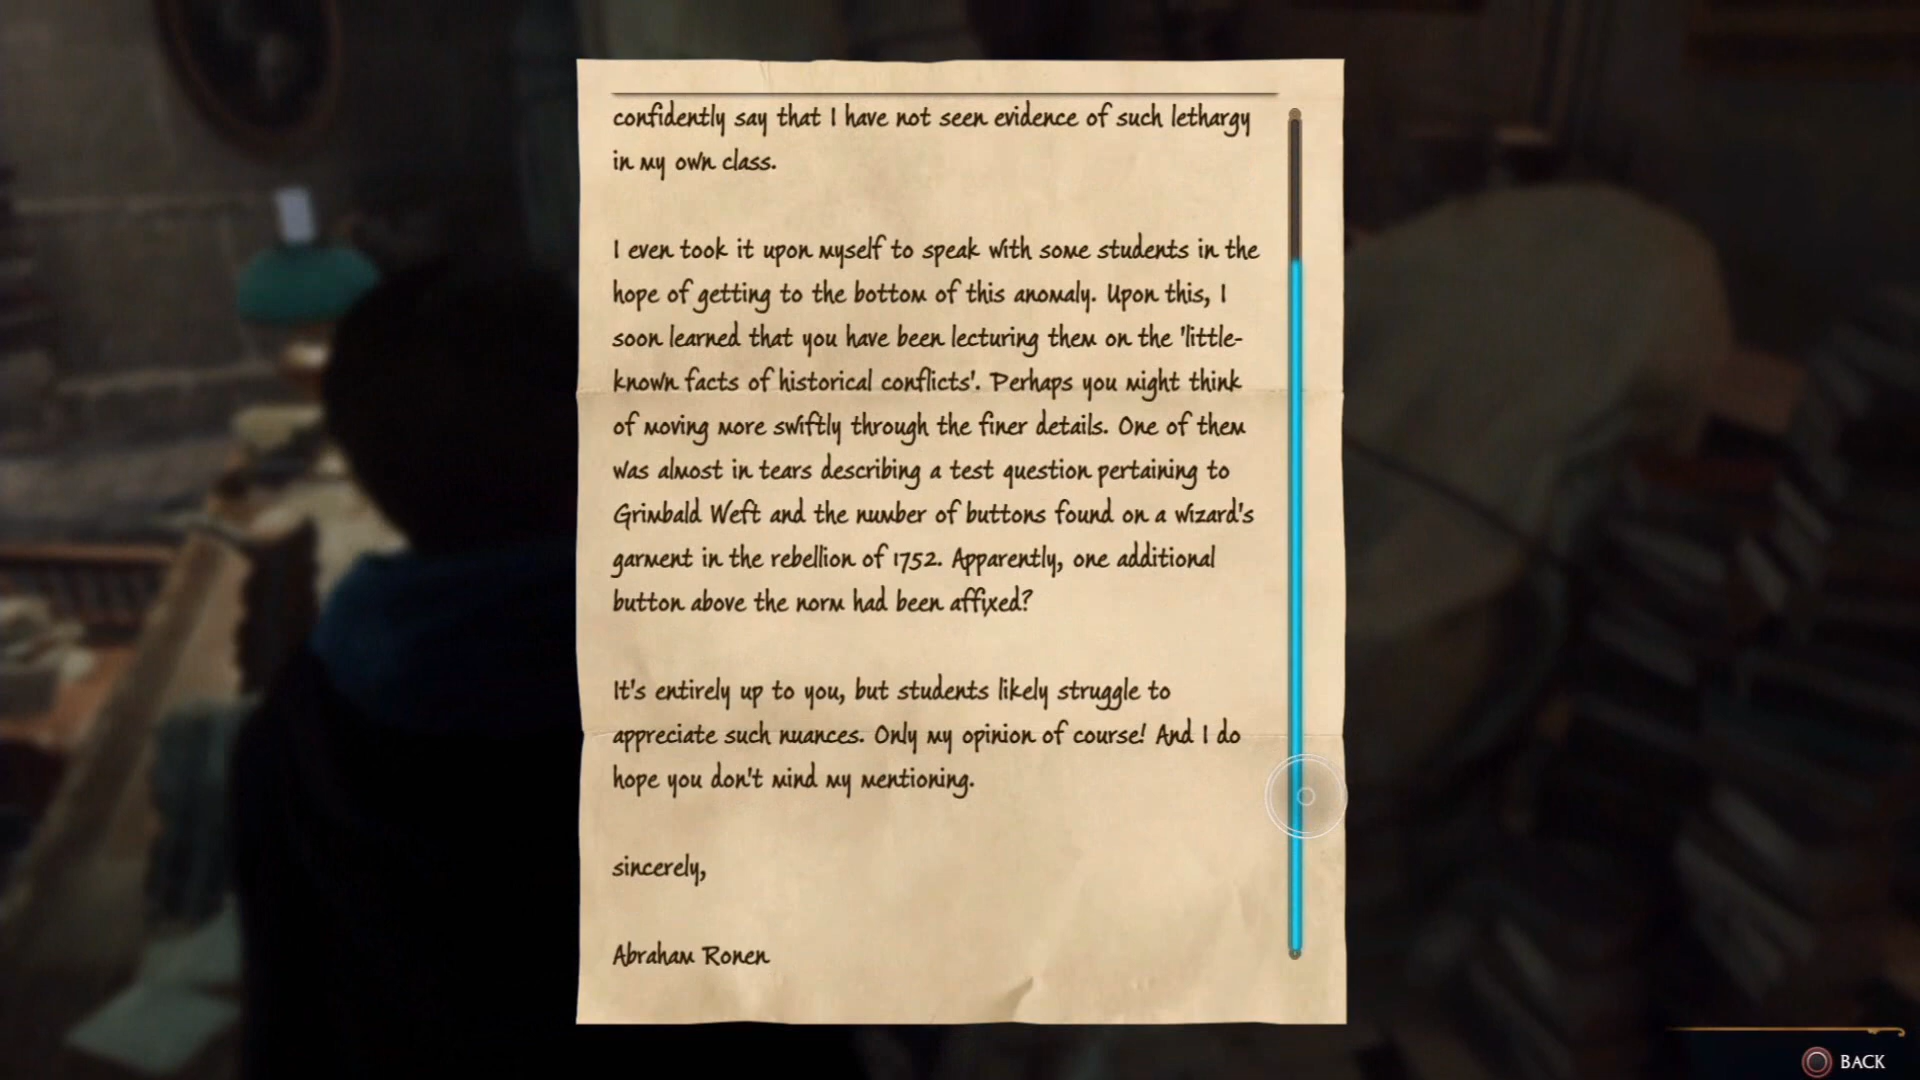 confidently say that I have not seen evidence of such lethargy
in my own class.
I even took it upon myself to speak with some students in the
hope of getting to the bottom of this anomaly. Upon this, I
soon learned that you have been lecturing them on the 'little-
known facts of historical conflicts'. Perhaps you might think
of moving more swiftly through the finer details. One of them
was almost in tears describing a test question pertaining to
Grimbald Weft and the number of buttons found on a wizard's
garment in the rebellion of 1752. Apparently, one additional
button above the norm had been affixed?
It's entirely up to you, but students likely struggle to
appreciate such nuances. Only my opinion of course! And I do
hope you don't mind my mentioning.
sincerely,
Abraham Ronen
BACK